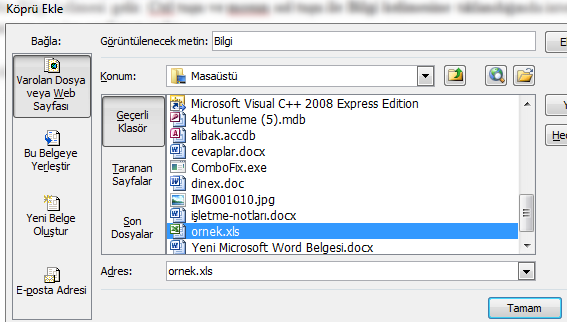 Köprü Ekle
Bağla:
Görüntülenecek metin: Bilgi
Varolan Dosya
veya Web
Sayfası
Bu Belgeye
Yerleştir
Yeni Belge
Oluştur
E-posta Adresi
Konum: Masaüstü
Geçerli
Klasör
Taranan
Sayfalar
Son
Dosyalar
Microsoft Visual C++ 2008 Express Edition
4butunleme (5).mdb
alibak.accdb
cevaplar.docx
ComboFix.exe
dinex.doc
IMG001010.jpg
işletme-notları.docx
ornek.xls
Yeni Microsoft Word Belgesi.docx
Adres: ornek.xls
Tamam